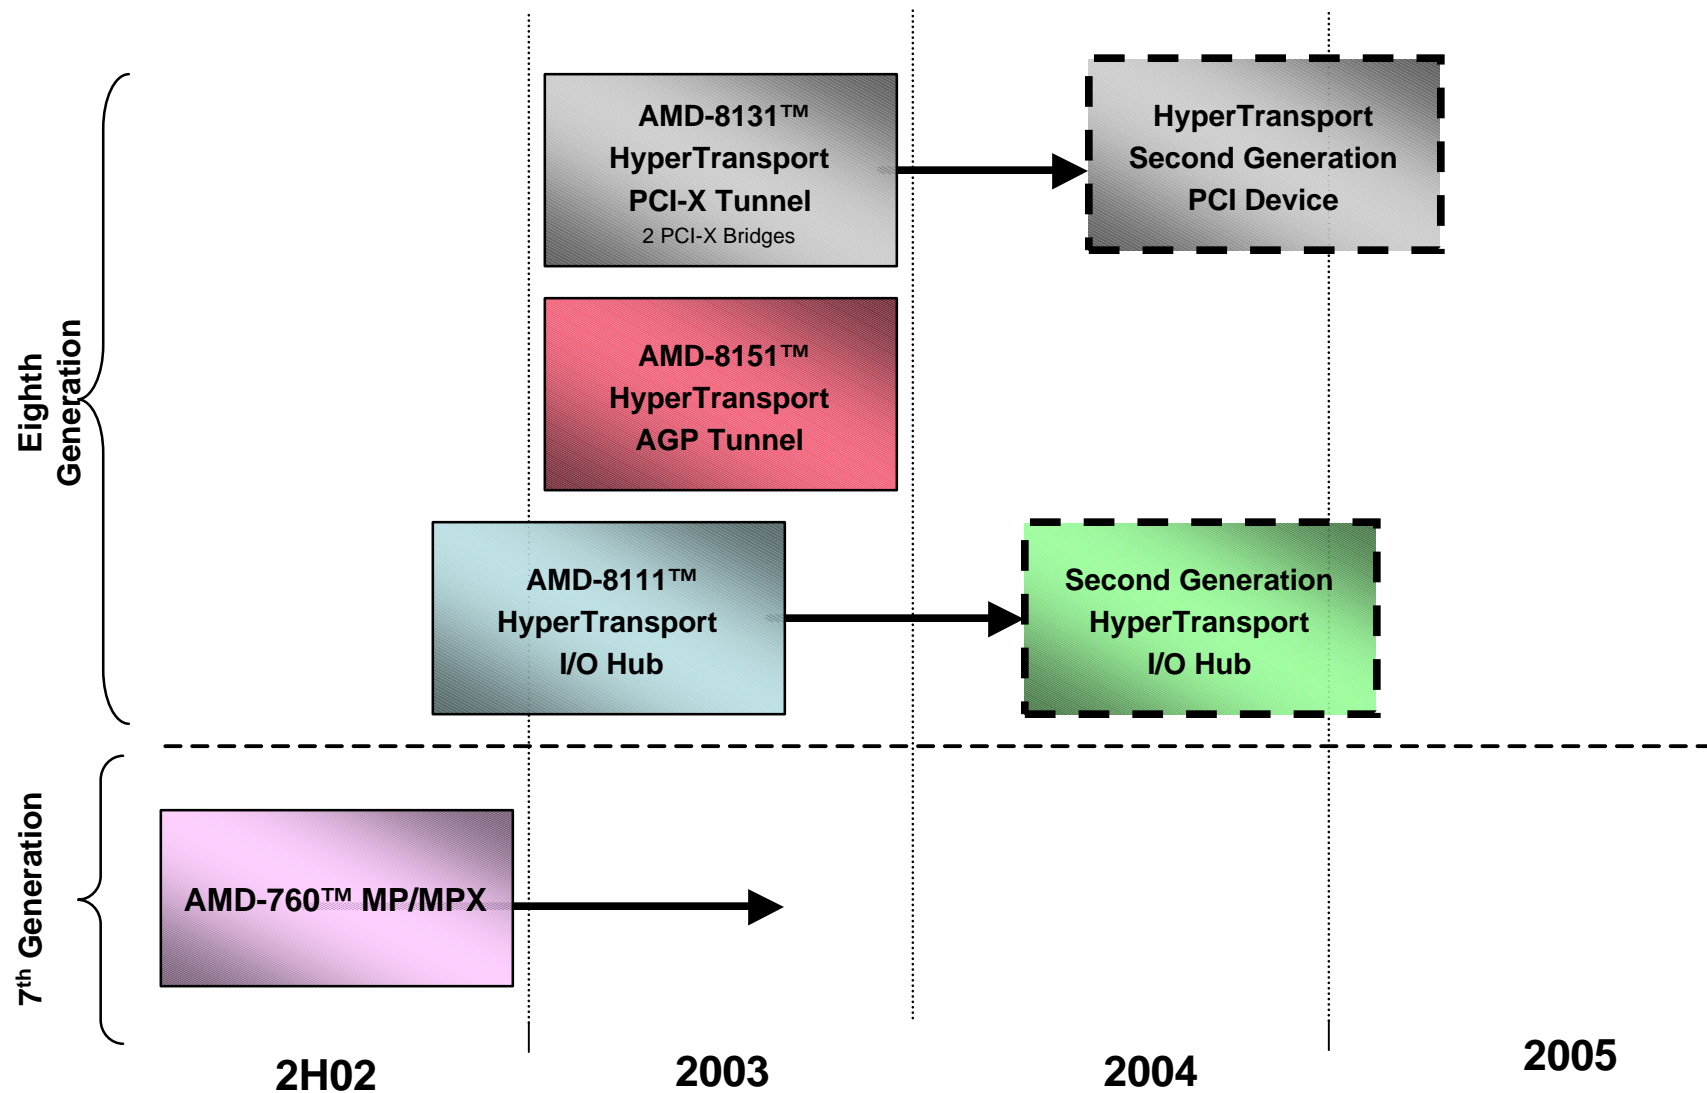 Eighth
Generation
AMD-8131™
HyperTransport
PCI-X Tunnel
2 PCI-X Bridges
HyperTransport
Second Generation
PCI Device
AMD-8151™
HyperTransport
AGP Tunnel
AMD-8111™
HyperTransport
I/O Hub
Second Generation
HyperTransport
I/O Hub
7th Generation
AMD-760™ MP/MPX
2H02
2003
2004
2005